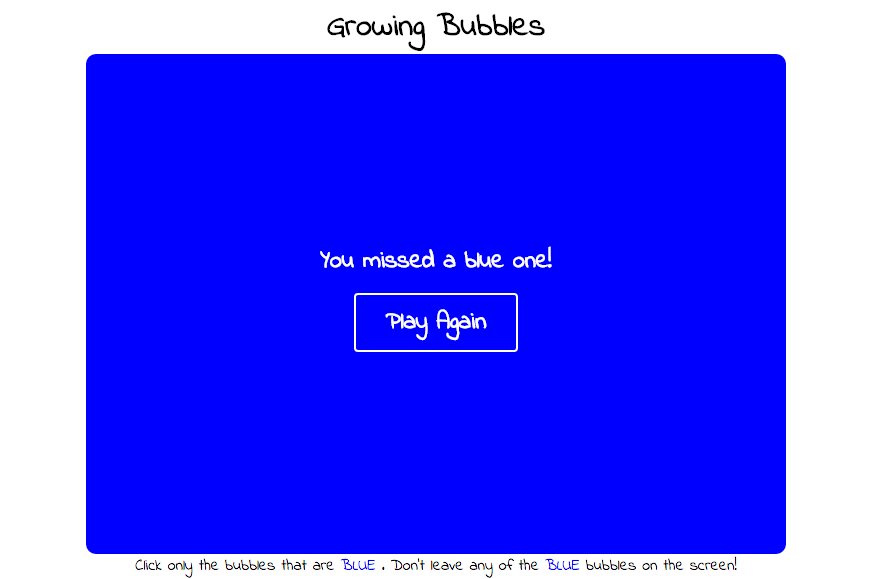 Growing Bubbles
You missed a blue one!
Play Again
Click only the bubbles that are BLUE . Don't leave any of the BLUE bubbles on the screen!